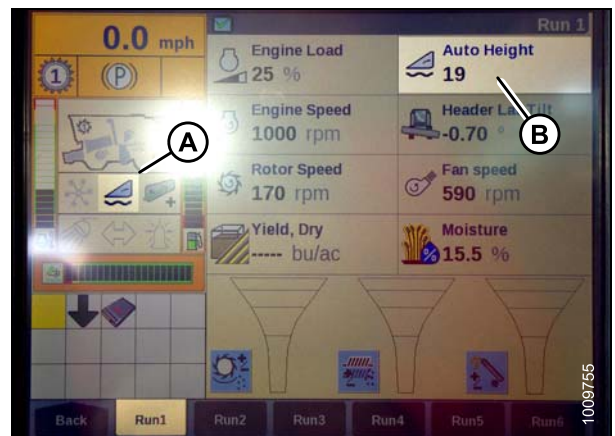 0.0 mph
Run 1
1
(P)
Engine Load
25 %
Auto Height
19
Engine Speed
1000 rpm
Header Tilt
-0.70 °
A
B
Rotor Speed
170 rpm
Fan speed
590 rpm
Yield, Dry
----- bu/ac
Moisture
15.5 %
Back
Run1
Run2
Run3
Run4
Run5
Run6
1009755